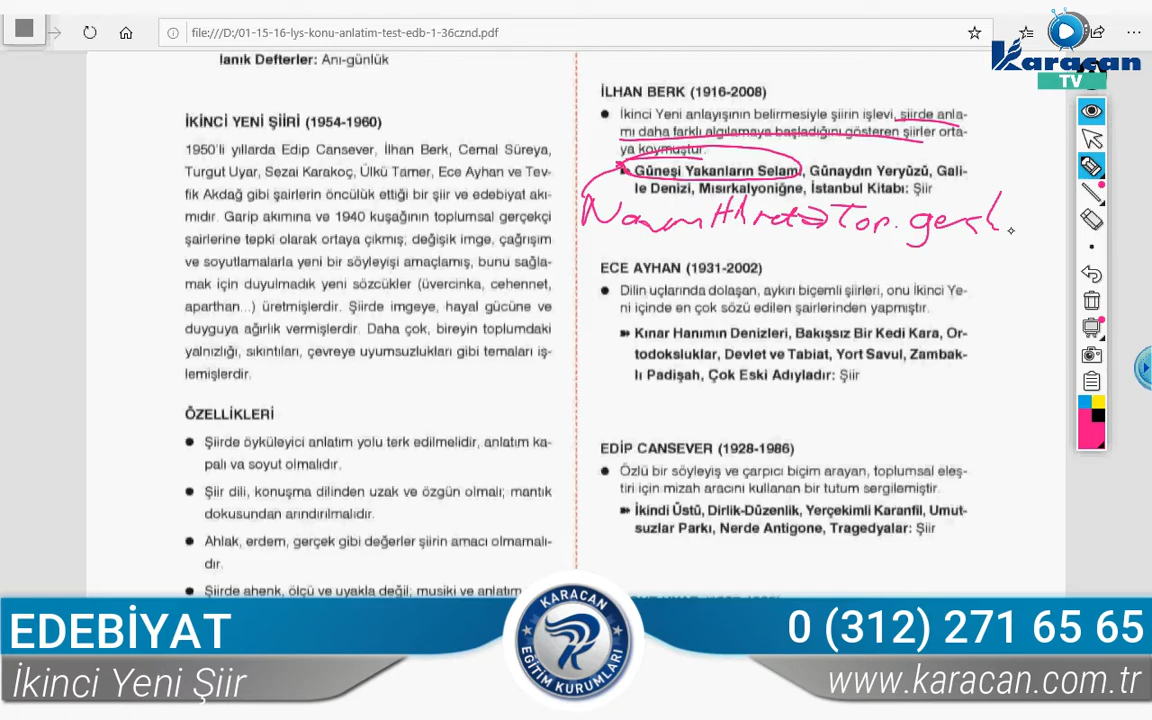 file:///D:/01-15-16-lys-konu-anlatim-test-edb-1-36cznd.pdf
Karacan
TV
lanık Defterler: Anı-günlük
İKİNCİ YENİ ŞİİRİ (1954-1960)
1950'li yıllarda Edip Cansever, İlhan Berk, Cemal Süreya,
Turgut Uyar, Sezai Karakoç, Ülkü Tamer, Ece Ayhan ve Tev-
fik Akdağ gibi şairlerin öncülük ettiği bir şiir ve edebiyat akı-
mıdır. Garip akımına ve 1940 kuşağının toplumsal gerçekçi
şairlerine tepki olarak ortaya çıkmış; değişik imge, çağrışım
ve soyutlamalarla yeni bir söyleyişi amaçlamış, bunu sağla-
mak için duyulmadık yeni sözcükler (üvercinka, cehennet,
aparthan...) üretmişlerdir. Şiirde imgeye, hayal gücüne ve
duyguya ağırlık vermişlerdir. Daha çok, bireyin toplumdaki
yalnızlığı, sıkıntıları, çevreye uyumsuzlukları gibi temaları iş-
lemişlerdir.
ÖZELLİKLERİ
Şiirde öyküleyici anlatım yolu terk edilmelidir, anlatım ka-
palı va soyut olmalıdır.
Şiir dili, konuşma dilinden uzak ve özgün olmalı; mantık
dokusundan arındırılmalıdır.
Ahlak, erdem, gerçek gibi değerler şiirin amacı olmamalı-
dır.
Şiirde ahenk, ölçü ve uyakla değil; musiki ve anlatım
İLHAN BERK (1916-2008)
İkinci Yeni anlayışının belirmesiyle şiirin işlevi, şiirde anla-
mı daha farklı algılamaya başladığını gösteren şiirler orta-
ya koymuştur.
Güneşi Yakanların Selamı, Günaydın Yeryüzü, Gali-
le Denizi, Mısırkalyoniğne, İstanbul Kitabı: Şiir
Nazım Hikmet Top. gerçk
ECE AYHAN (1931-2002)
Dilin uçlarında dolaşan, aykırı biçemli şiirleri, onu İkinci Ye-
ni içinde en çok sözü edilen şairlerinden yapmıştır.
Kınar Hanımın Denizleri, Bakışsız Bir Kedi Kara, Or-
todoksluklar, Devlet ve Tabiat, Yort Savul, Zambak-
lı Padişah, Çok Eski Adıyladır: Şiir
EDİP CANSEVER (1928-1986)
Özlü bir söyleyiş ve çarpıcı biçim arayan, toplumsal eleş-
tiri için mizah aracını kullanan bir tutum sergilemiştir.
İkindi Üstü, Dirlik-Düzenlik, Yerçekimli Karanfil, Umut-
suzlar Parkı, Nerde Antigone, Tragedyalar: Şiir
EDEBİYAT
İkinci Yeni Şiir
KARACAN
EĞİTİM KURUMLARI
0 (312) 271 65 65
www.karacan.com.tr